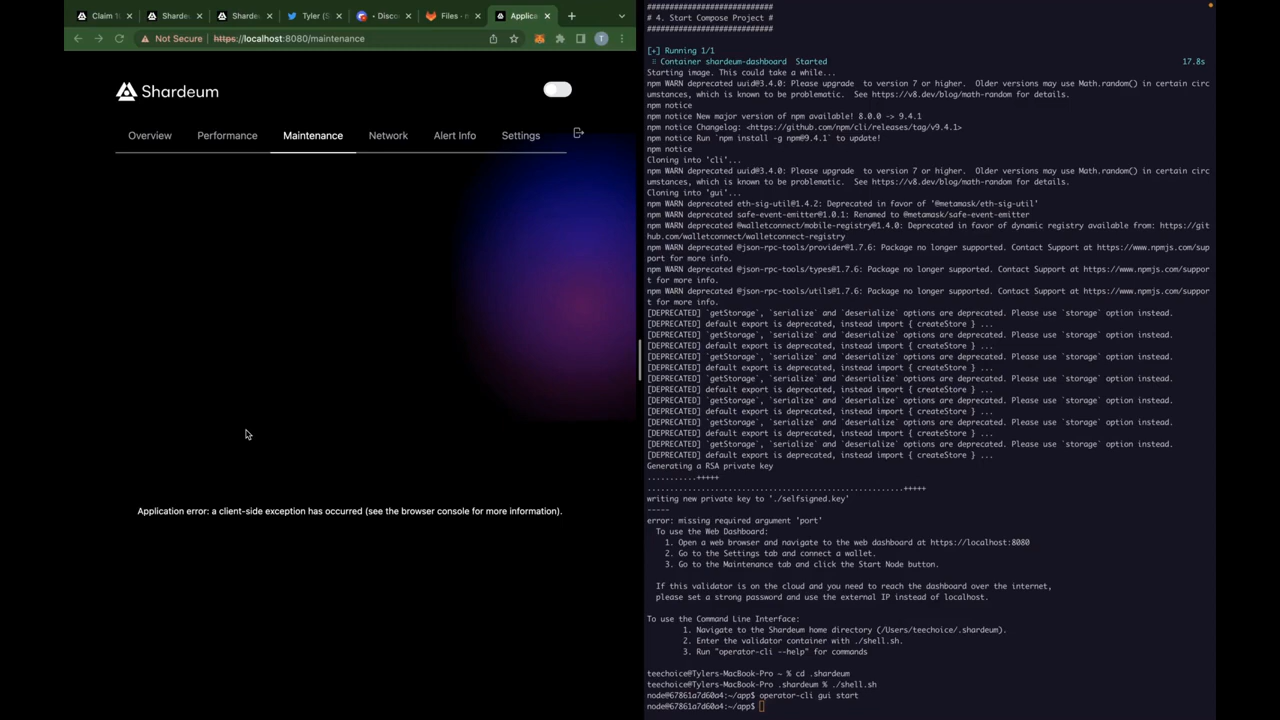 Claim 1
Shardeu
Shardeu
Tyler (S
- Disco
Files · n
Applica
Not Secure
https://localhost:8080/maintenance
T
Shardeum
Overview
Performance
Maintenance
Network
Alert Info
Settings
Application error: a client-side exception has occurred (see the browser console for more information).
############################
# 4. Start Compose Project #
############################
[+] Running 1/1
⠿ Container shardeum-dashboard  Started 17.8s
Starting image. This could take a while...
npm WARN deprecated uuid@3.4.0: Please upgrade  to version 7 or higher.  Older versions may use Math.random() in certain circ
umstances, which is known to be problematic.  See https://v8.dev/blog/math-random for details.
npm notice
npm notice New major version of npm available! 8.0.0 -> 9.4.1
npm notice Changelog: <https://github.com/npm/cli/releases/tag/v9.4.1>
npm notice Run `npm install -g npm@9.4.1` to update!
npm notice
Cloning into 'cli'...
npm WARN deprecated uuid@3.4.0: Please upgrade  to version 7 or higher.  Older versions may use Math.random() in certain circ
umstances, which is known to be problematic.  See https://v8.dev/blog/math-random for details.
Cloning into 'gui'...
npm WARN deprecated eth-sig-util@1.4.2: Deprecated in favor of '@metamask/eth-sig-util'
npm WARN deprecated safe-event-emitter@1.0.1: Renamed to @metamask/safe-event-emitter
npm WARN deprecated @walletconnect/mobile-registry@1.4.0: Deprecated in favor of dynamic registry available from: https://git
hub.com/walletconnect/walletconnect-registry
npm WARN deprecated @json-rpc-tools/provider@1.7.6: Package no longer supported. Contact Support at https://www.npmjs.com/sup
port for more info.
npm WARN deprecated @json-rpc-tools/types@1.7.6: Package no longer supported. Contact Support at https://www.npmjs.com/suppor
t for more info.
npm WARN deprecated @json-rpc-tools/utils@1.7.6: Package no longer supported. Contact Support at https://www.npmjs.com/suppor
t for more info.
[DEPRECATED] `getStorage`, `serialize` and `deserialize` options are deprecated. Please use `storage` option instead.
[DEPRECATED] default export is deprecated, instead import { createStore } ...
[DEPRECATED] `getStorage`, `serialize` and `deserialize` options are deprecated. Please use `storage` option instead.
[DEPRECATED] default export is deprecated, instead import { createStore } ...
[DEPRECATED] `getStorage`, `serialize` and `deserialize` options are deprecated. Please use `storage` option instead.
[DEPRECATED] default export is deprecated, instead import { createStore } ...
[DEPRECATED] `getStorage`, `serialize` and `deserialize` options are deprecated. Please use `storage` option instead.
[DEPRECATED] default export is deprecated, instead import { createStore } ...
[DEPRECATED] `getStorage`, `serialize` and `deserialize` options are deprecated. Please use `storage` option instead.
[DEPRECATED] default export is deprecated, instead import { createStore } ...
[DEPRECATED] `getStorage`, `serialize` and `deserialize` options are deprecated. Please use `storage` option instead.
[DEPRECATED] default export is deprecated, instead import { createStore } ...
[DEPRECATED] `getStorage`, `serialize` and `deserialize` options are deprecated. Please use `storage` option instead.
[DEPRECATED] default export is deprecated, instead import { createStore } ...
Generating a RSA private key
...........+++++
.......................................................+++++
writing new private key to './selfsigned.key'
-----
error: missing required argument 'port'
To use the Web Dashboard:
1. Open a web browser and navigate to the web dashboard at https://localhost:8080
2. Go to the Settings tab and connect a wallet.
3. Go to the Maintenance tab and click the Start Node button.
If this validator is on the cloud and you need to reach the dashboard over the internet,
please set a strong password and use the external IP instead of localhost.
To use the Command Line Interface:
1. Navigate to the Shardeum home directory (/Users/teechoice/.shardeum).
2. Enter the validator container with ./shell.sh.
3. Run "operator-cli --help" for commands
teechoice@Tylers-MacBook-Pro ~ % cd .shardeum
teechoice@Tylers-MacBook-Pro .shardeum % ./shell.sh
node@67861a7d60a4:~/app$ operator-cli gui start
node@67861a7d60a4:~/app$